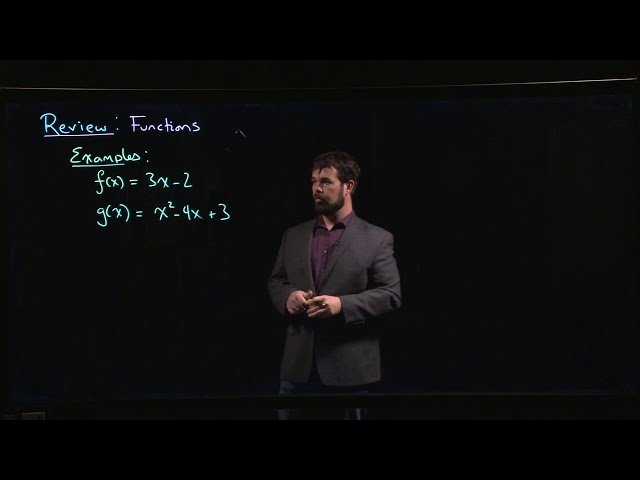 Review: Functions
Examples:
f(x) = 3x - 2
g(x) = x² - 4x + 3